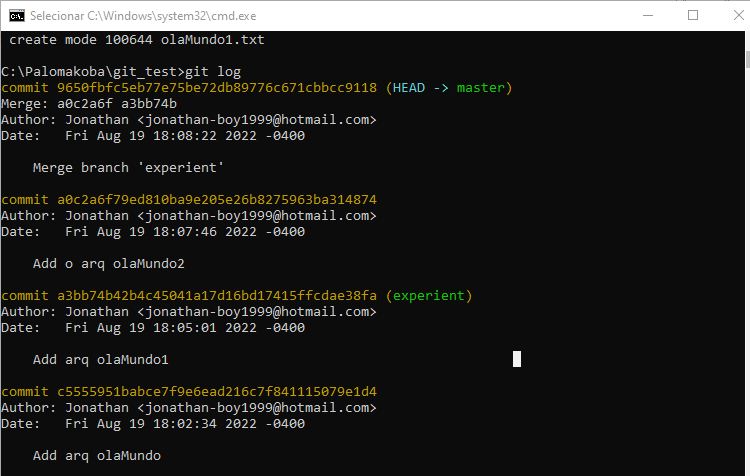 Selecionar C:\Windows\system32\cmd.exe
create mode 100644 olaMundo1.txt
C:\Palomakoba\git_test>git log
commit 9650fbfc5eb77e75be72db89776c671cbbcc9118 (HEAD -> master)
Merge: a0c2a6f a3bb74b
Author: Jonathan <jonathan-boy1999@hotmail.com>
Date:   Fri Aug 19 18:08:22 2022 -0400
Merge branch 'experient'
commit a0c2a6f79ed810ba9e205e26b8275963ba314874
Author: Jonathan <jonathan-boy1999@hotmail.com>
Date:   Fri Aug 19 18:07:46 2022 -0400
Add o arq olaMundo2
commit a3bb74b42b4c45041a17d16bd17415ffcdae38fa (experient)
Author: Jonathan <jonathan-boy1999@hotmail.com>
Date:   Fri Aug 19 18:05:01 2022 -0400
Add arq olaMundo1
commit c5555951babce7f9e6ead216c7f841115079e1d4
Author: Jonathan <jonathan-boy1999@hotmail.com>
Date:   Fri Aug 19 18:02:34 2022 -0400
Add arq olaMundo